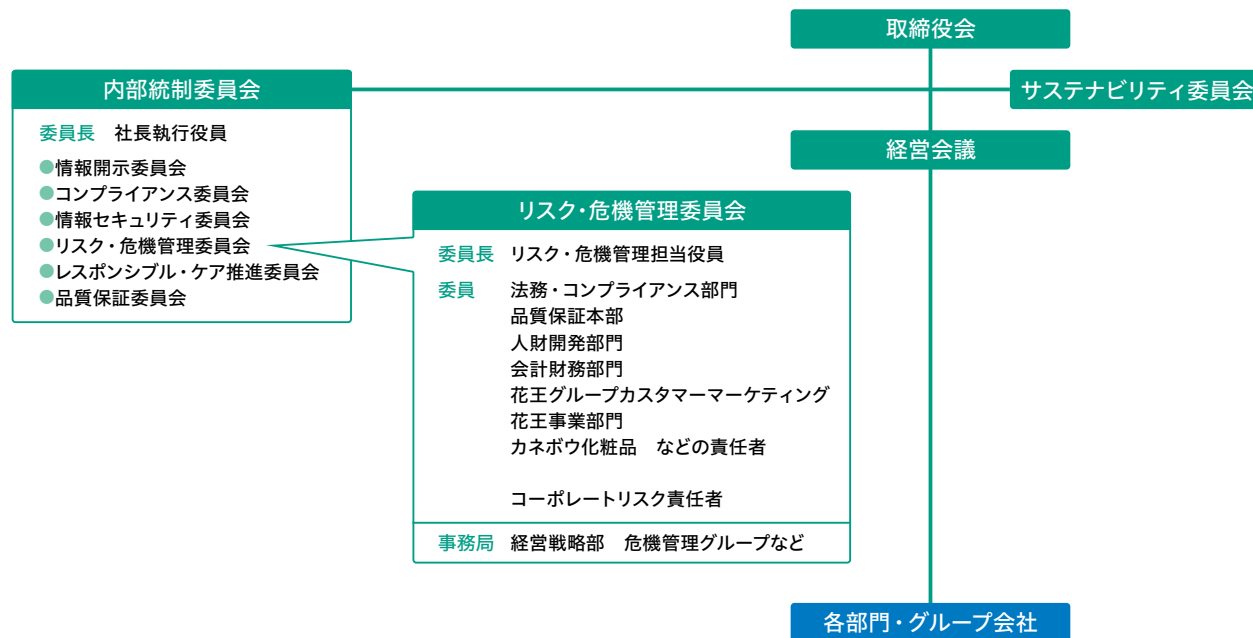 取締役会
内部統制委員会
サステナビリティ委員会
委員長 社長執行役員
●情報開示委員会
●コンプライアンス委員会
●情報セキュリティ委員会
●リスク・危機管理委員会
●レスポンシブル・ケア推進委員会
●品質保証委員会
経営会議
リスク・危機管理委員会
委員長 リスク・危機管理担当役員
委員 法務・コンプライアンス部門
品質保証本部
人財開発部門
会計財務部門
花王グループカスタマーマーケティング
花王事業部門
カネボウ化粧品 などの責任者
コーポレートリスク責任者
事務局 経営戦略部 危機管理グループなど
各部門・グループ会社